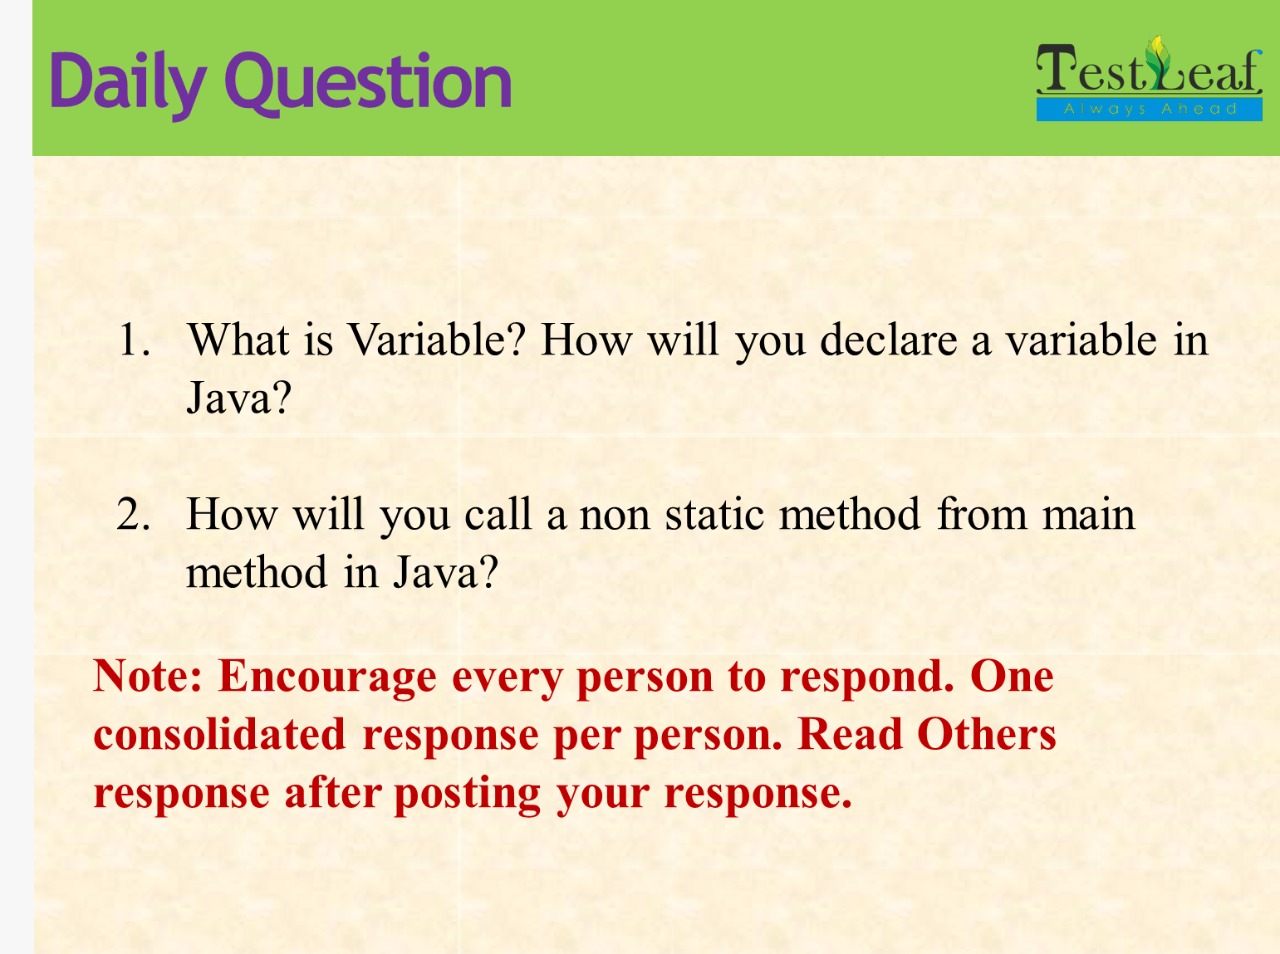 Daily Question
TestLeaf
Always Ahead
1. What is Variable? How will you declare a variable in
Java?
2. How will you call a non static method from main
method in Java?
Note: Encourage every person to respond. One
consolidated response per person. Read Others
response after posting your response.